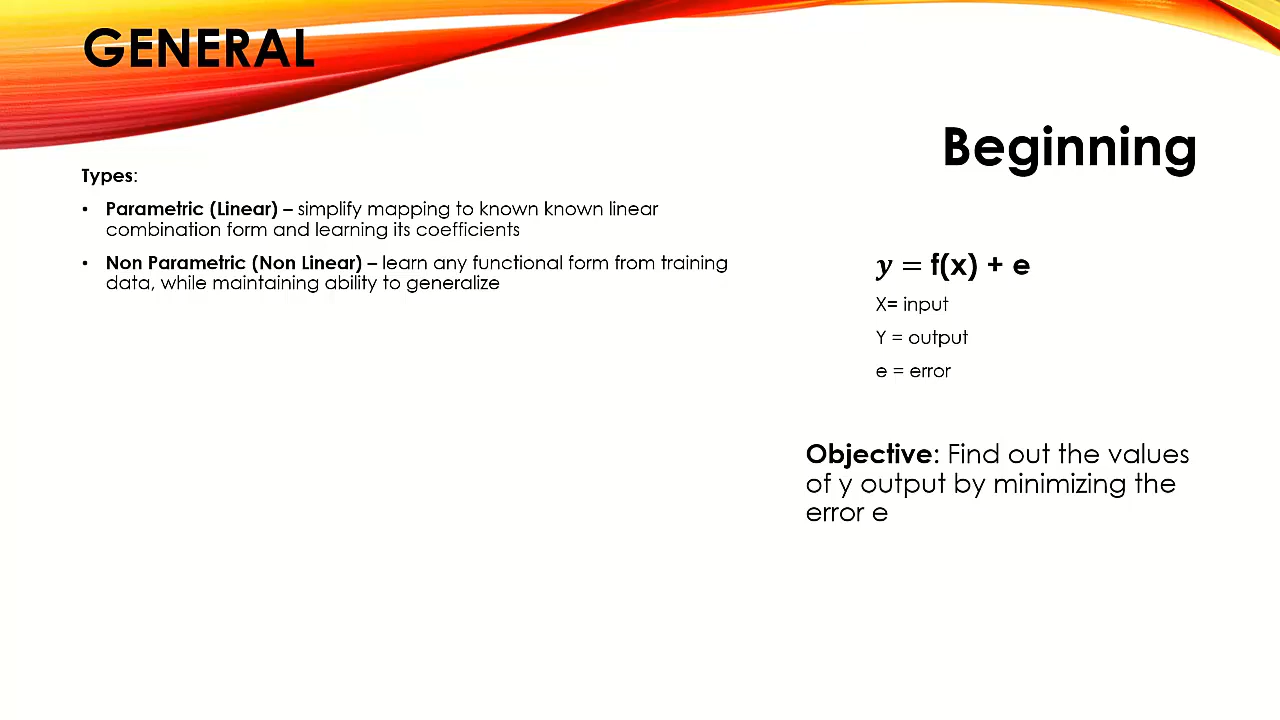 GENERAL
Beginning
Types:
• Parametric (Linear) – simplify mapping to known known linear
combination form and learning its coefficients
• Non Parametric (Non Linear) – learn any functional form from training
data, while maintaining ability to generalize
y = f(x) + e
X= input
Y = output
e = error
Objective: Find out the values
of y output by minimizing the
error e